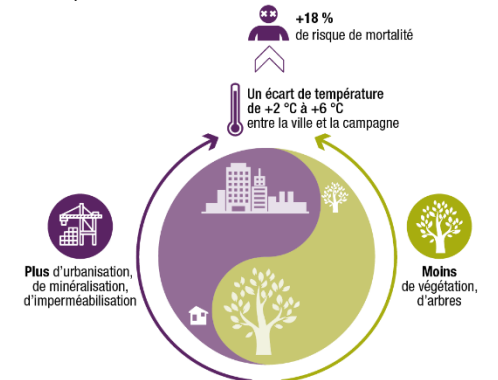 +18 %
de risque de mortalité
Un écart de température
de +2 °C à +6 °C
entre la ville et la campagne
Plus d'urbanisation,
de minéralisation,
d'imperméabilisation
Moins
de végétation,
d'arbres